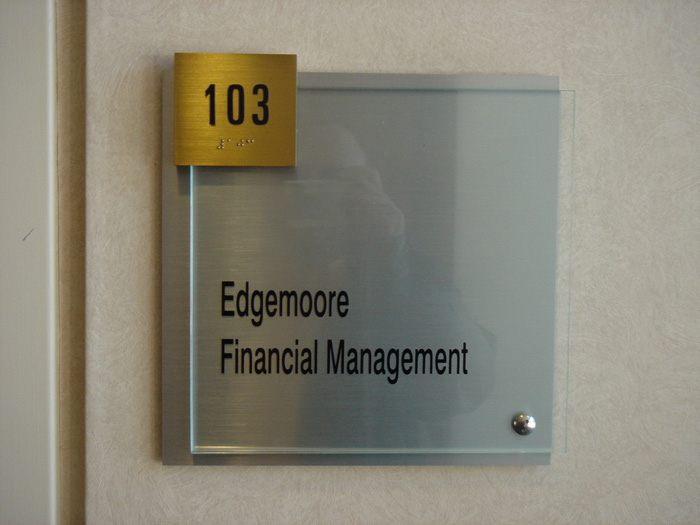 103
Edgemoore
Financial Management